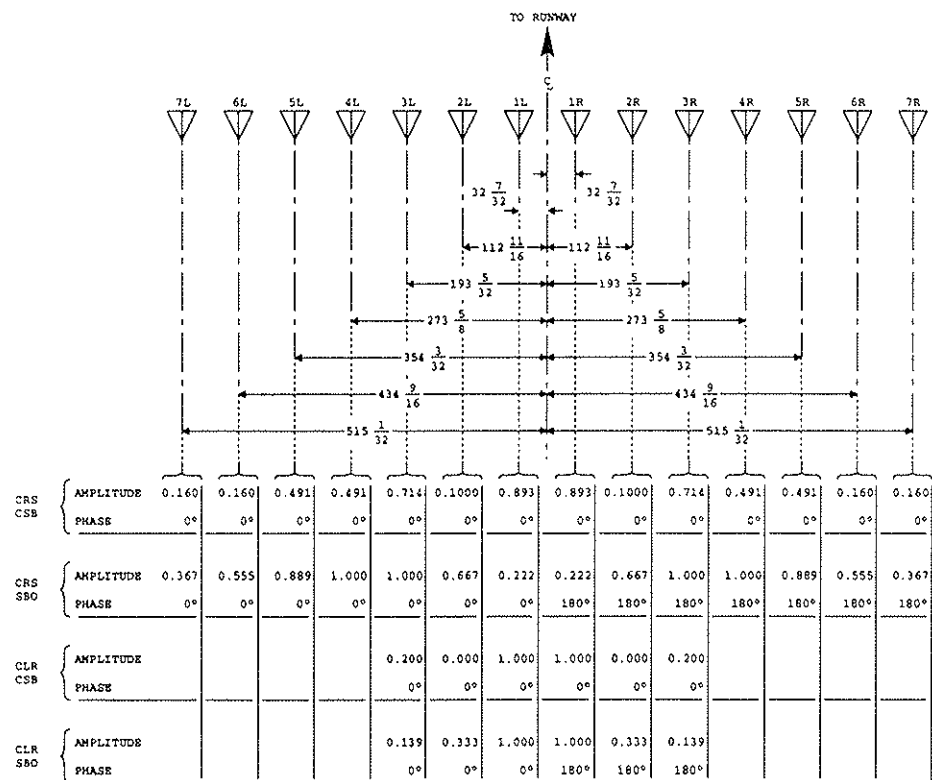 TO RUNWAY
C
L
7L 6L 5L 4L 3L 2L 1L 1R 2R 3R 4R 5R 6R 7R
32 7/32 32 7/32
112 11/16 112 11/16
193 5/32 193 5/32
273 5/8 273 5/8
354 3/32 354 3/32
434 9/16 434 9/16
515 1/32 515 1/32
CRS CSB
AMPLITUDE 0.160 0.160 0.491 0.491 0.714 0.1000 0.893 0.893 0.1000 0.714 0.491 0.491 0.160 0.160
PHASE 0° 0° 0° 0° 0° 0° 0° 0° 0° 0° 0° 0° 0° 0°
CRS SBO
AMPLITUDE 0.367 0.555 0.889 1.000 1.000 0.667 0.222 0.222 0.667 1.000 1.000 0.889 0.555 0.367
PHASE 0° 0° 0° 0° 0° 0° 0° 180° 180° 180° 180° 180° 180° 180°
CLR CSB
AMPLITUDE 0.200 0.000 1.000 1.000 0.000 0.200
PHASE 0° 0° 0° 0° 0° 0°
CLR SBO
AMPLITUDE 0.139 0.333 1.000 1.000 0.333 0.139
PHASE 0° 0° 0° 180° 180° 180°